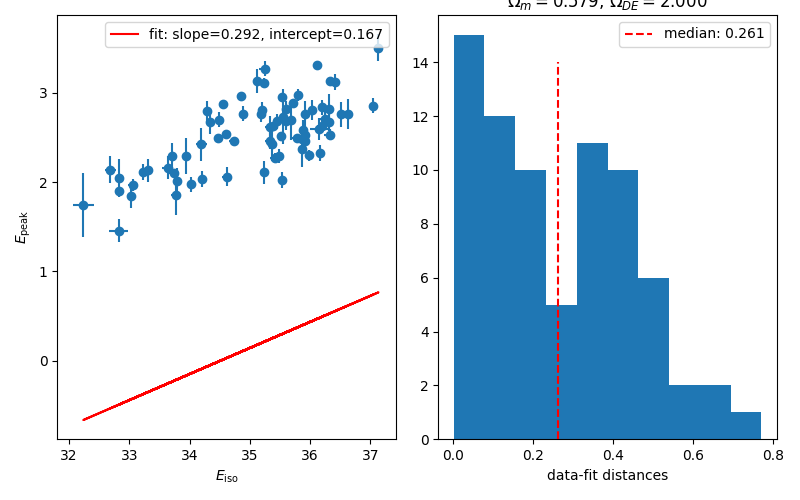 Ω_m = 0.579, Ω_DE = 2.000
fit: slope=0.292, intercept=0.167
median: 0.261
3
2
1
0
E_peak
32 33 34 35 36 37
E_iso
14
12
10
8
6
4
2
0
0.0 0.2 0.4 0.6 0.8
data-fit distances